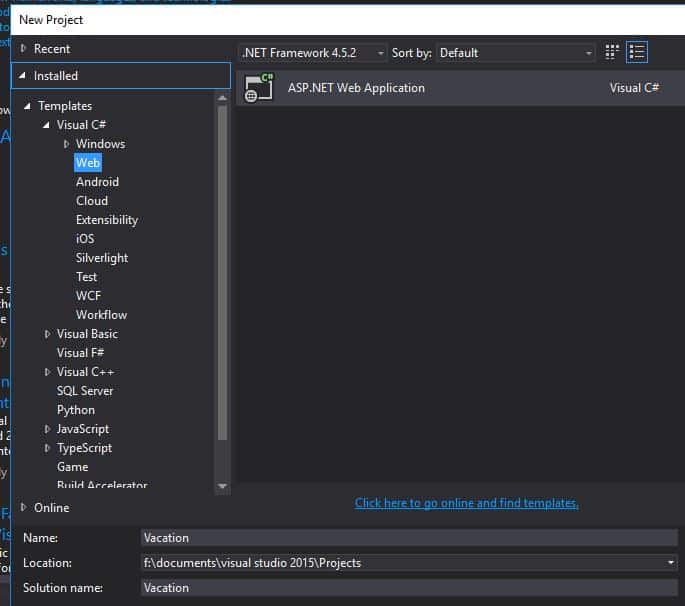 New Project
Recent
.NET Framework 4.5.2
Sort by:
Default
Installed
Templates
Visual C#
Windows
Web
Android
Cloud
Extensibility
iOS
Silverlight
Test
WCF
Workflow
Visual Basic
Visual F#
Visual C++
SQL Server
Python
JavaScript
TypeScript
Game
Build Accelerator
Online
C#
ASP.NET Web Application
Visual C#
Click here to go online and find templates.
Name:
Vacation
Location:
f:\documents\visual studio 2015\Projects
Solution name:
Vacation